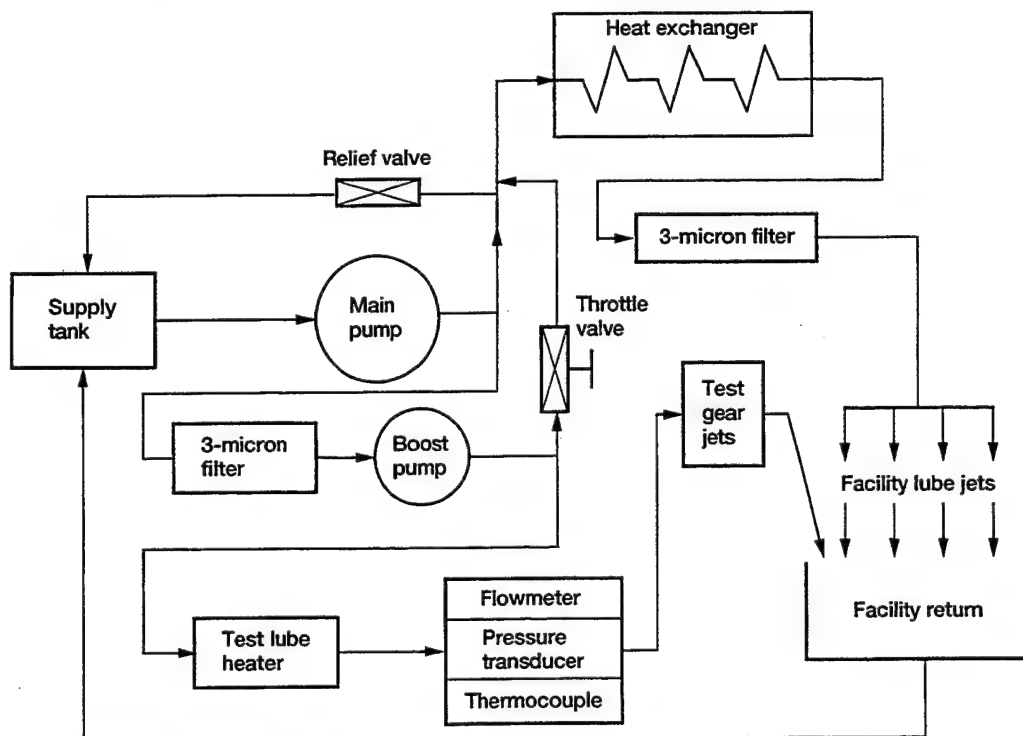 Heat exchanger
Relief valve
3-micron filter
Supply
tank
Main
pump
Throttle
valve
Test
gear
jets
3-micron
filter
Boost
pump
Facility lube jets
Flowmeter
Facility return
Test lube
heater
Pressure
transducer
Thermocouple